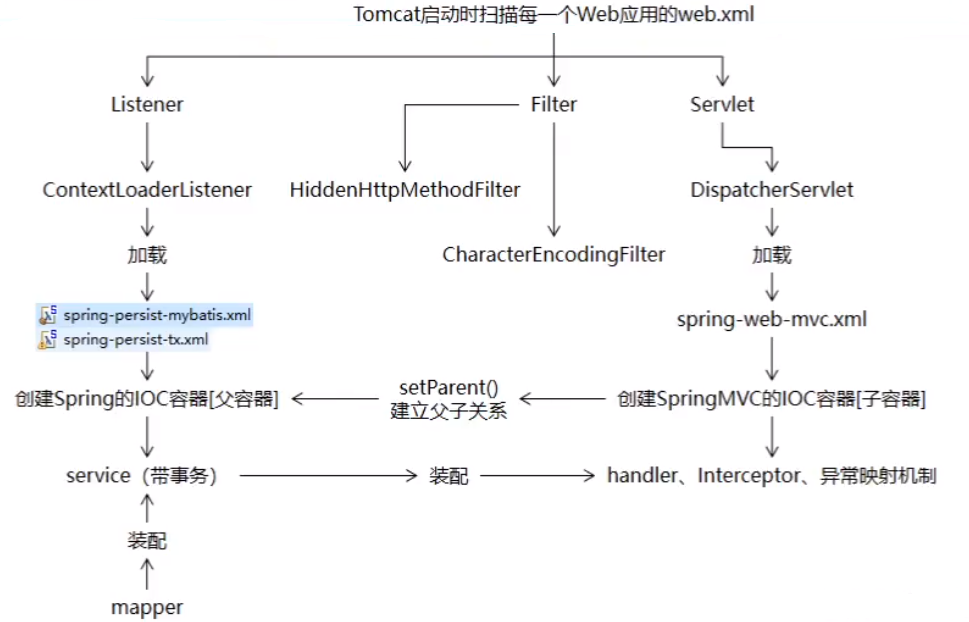 Tomcat启动时扫描每一个Web应用的web.xml
Listener
Filter
Servlet
ContextLoaderListener
HiddenHttpMethodFilter
DispatcherServlet
加载
CharacterEncodingFilter
加载
spring-persist-mybatis.xml
spring-persist-tx.xml
spring-web-mvc.xml
创建Spring的IOC容器[父容器]
setParent()
建立父子关系
创建SpringMVC的IOC容器[子容器]
service（带事务）
装配
handler、Interceptor、异常映射机制
装配
mapper